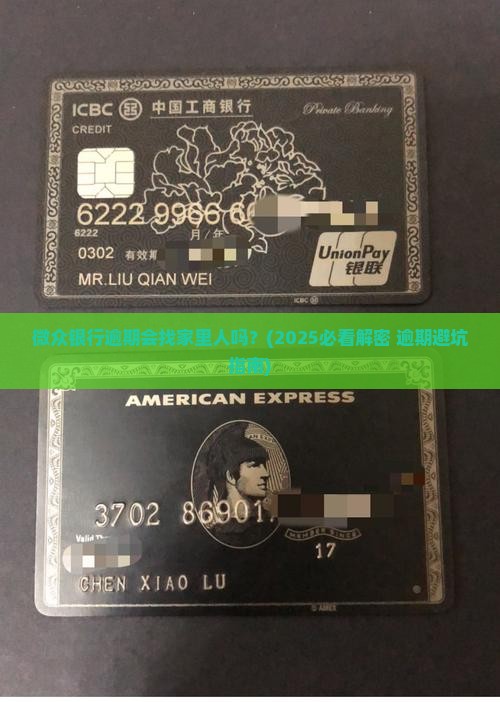 ICBC 中国工商银行 Private Banking
CREDIT
6222 9966 6
6222
月/年
0302 有效期
UnionPay
银联
MR.LIU QIAN WEI
ICBC
微众银行逾期会找家里人吗？(2025必看解密 逾期避坑
指南)
AMERICAN EXPRESS
3702 86901
MEMBER SINCE
Valid Thru
17
CHEN XIAO LU
© AMEX